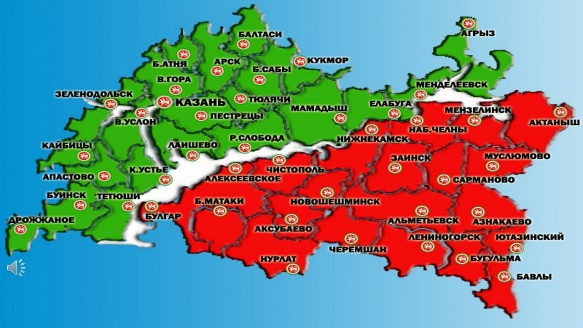 АГРЫЗ
БАЛТАСИ
КУКМОР
Б.АТНЯ
АРСК
Б.САБЫ
В.ГОРА
МЕНДЕЛЕЕВСК
ЗЕЛЕНОДОЛЬСК
КАЗАНЬ
ТЮЛЯЧИ
МАМАДЫШ
ЕЛАБУГА
МЕНЗЕЛИНСК
АКТАНЫШ
В.УСЛОН
ПЕСТРЕЦЫ
НАБ.ЧЕЛНЫ
НИЖНЕКАМСК
КАЙБИЦЫ
ЛАИШЕВО
Р.СЛОБОДА
ЗАИНСК
МУСЛЮМОВО
АПАСТОВО
К.УСТЬЕ
АЛЕКСЕЕВСКОЕ
ЧИСТОПОЛЬ
САРМАНОВО
БУИНСК
ТЕТЮШИ
Б.МАТАКИ
НОВОШЕШМИНСК
ДРОЖЖАНОЕ
БУЛГАР
АЛЬМЕТЬЕВСК
АЗНАКАЕВО
АКСУБАЕВО
ЛЕНИНОГОРСК
ЮТАЗИНСКИЙ
ЧЕРЕМШАН
НУРЛАТ
БУГУЛЬМА
БАВЛЫ